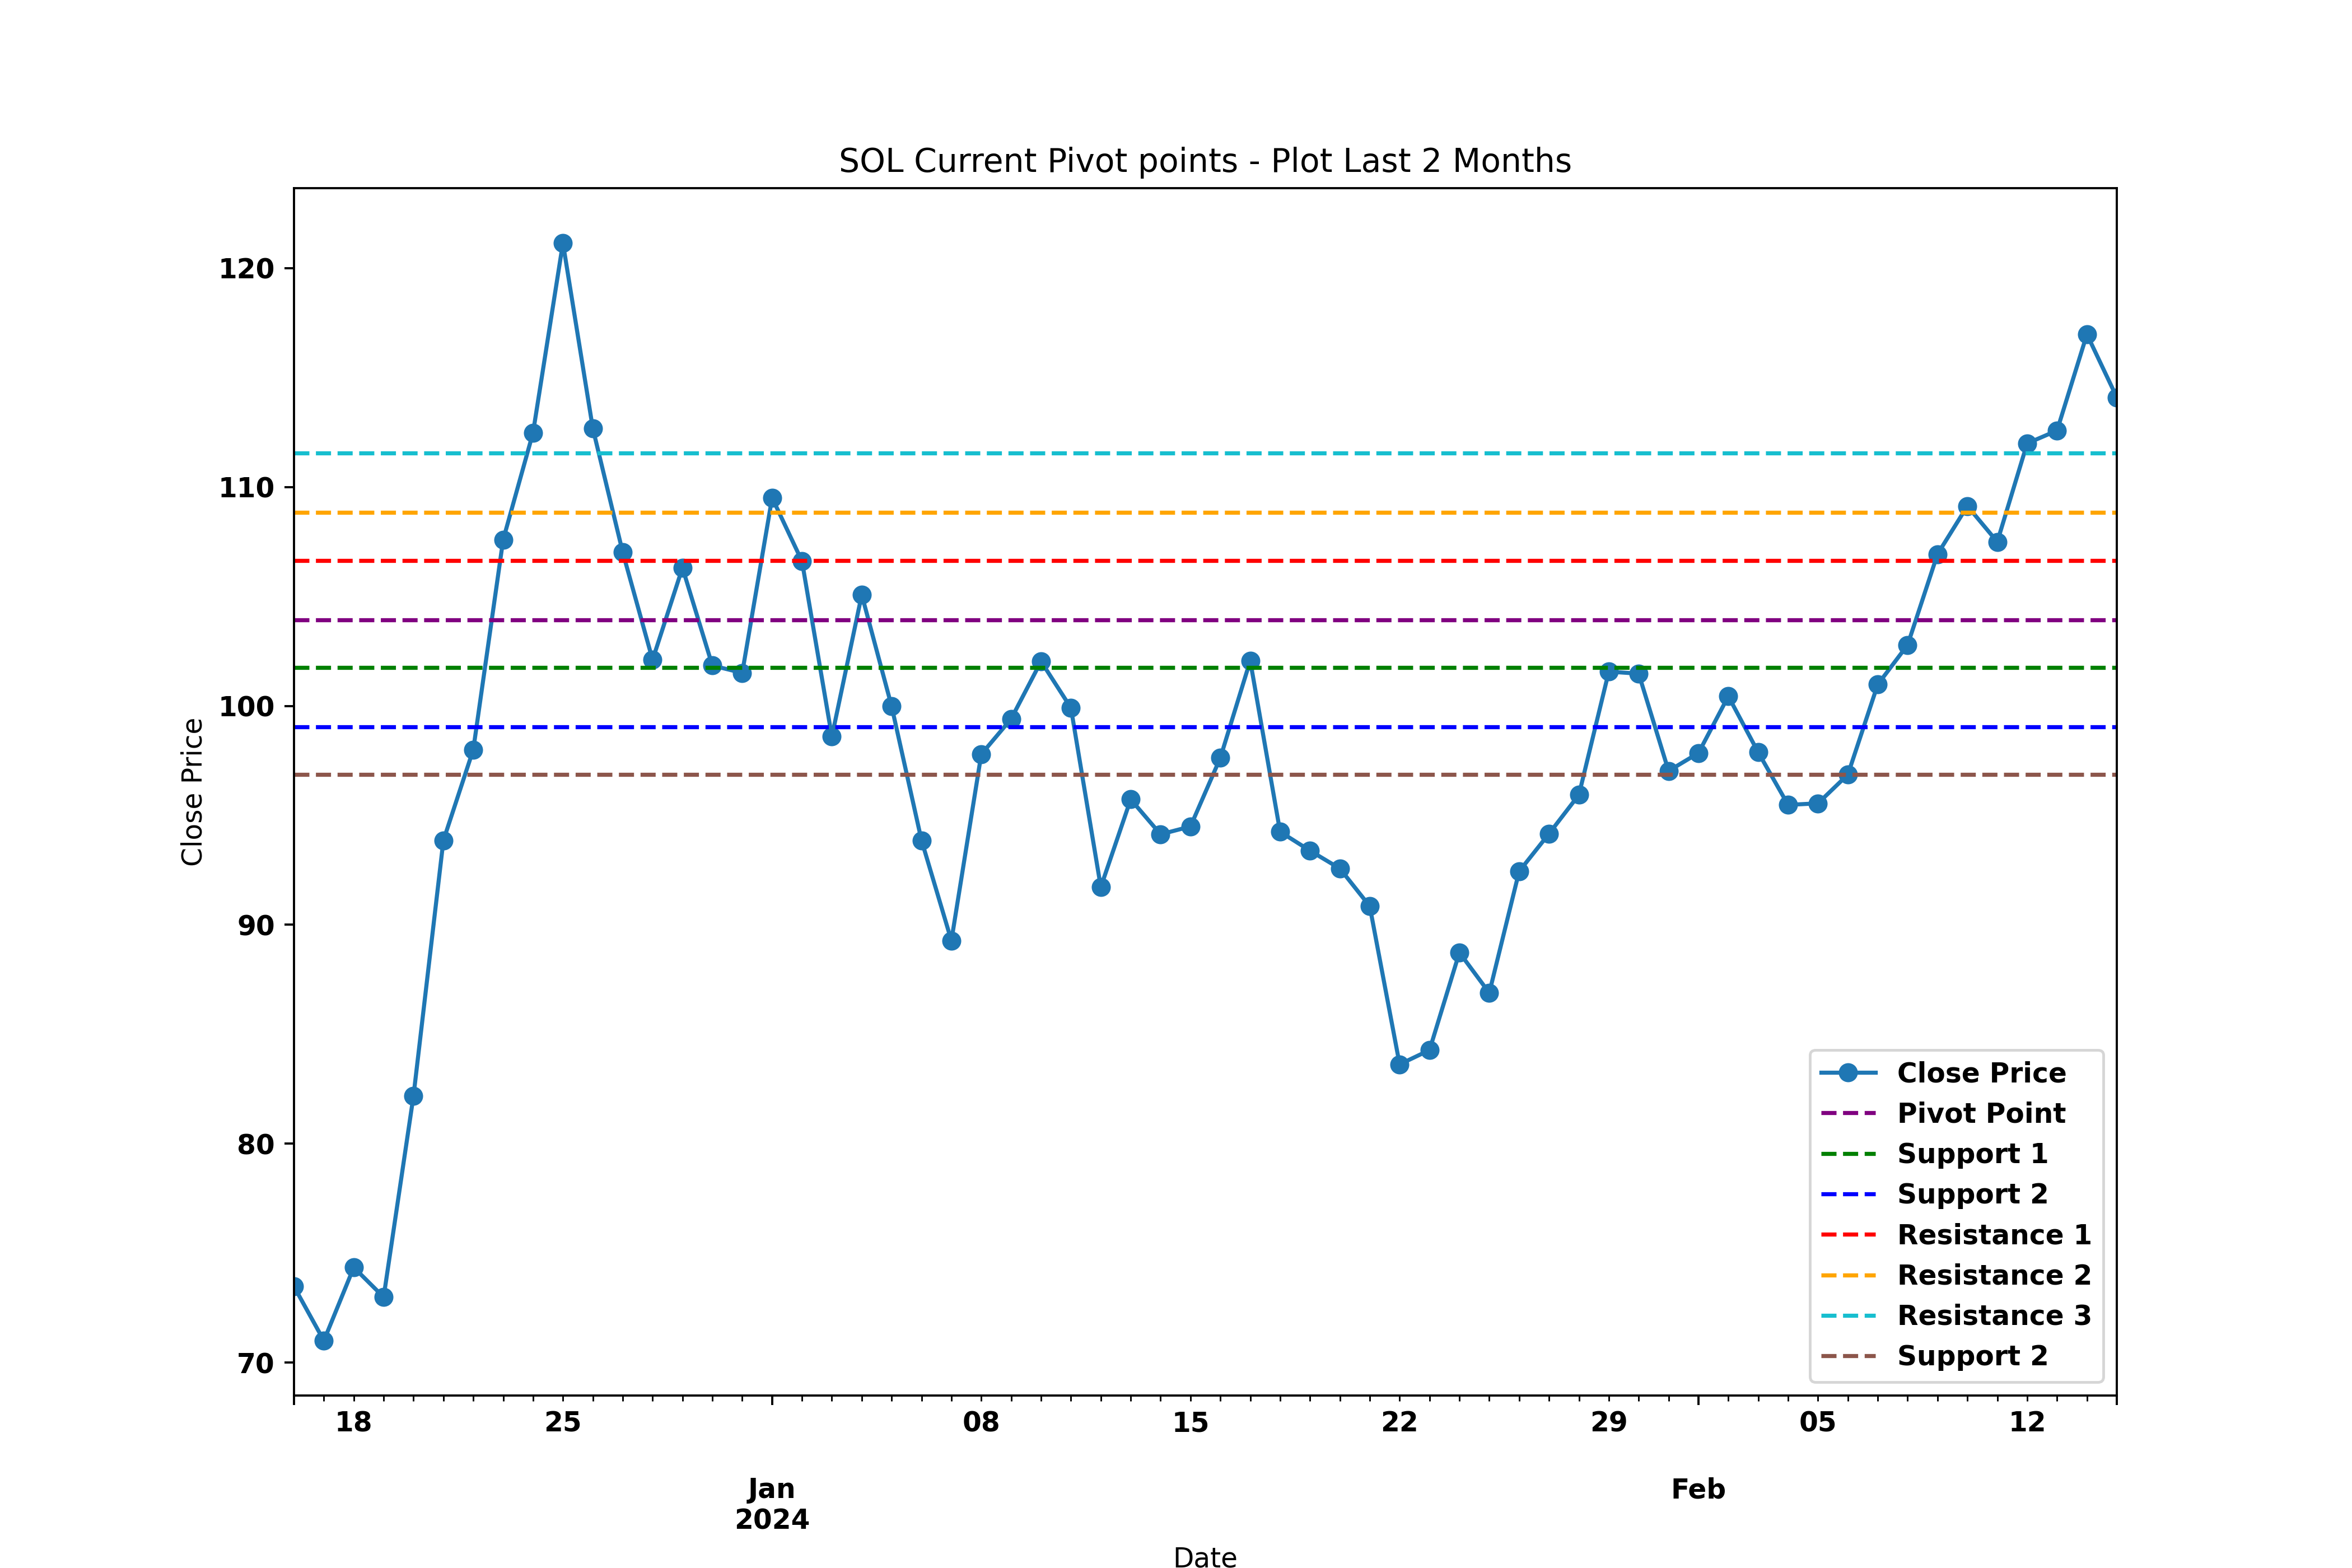 SOL Current Pivot points - Plot Last 2 Months
120
110
100
90
80
70
Close Price
Close Price
Pivot Point
Support 1
Support 2
Resistance 1
Resistance 2
Resistance 3
Support 2
18 25 08 15 22 29 05 12
Jan Feb
2024
Date